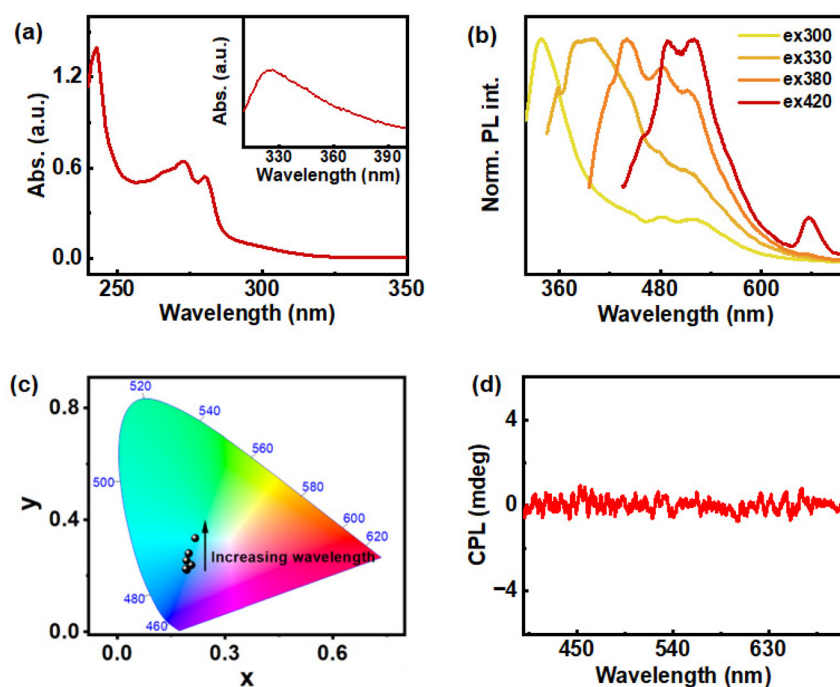 (a)
Abs. (a.u.)
1.2
0.6
0.0
250
300
350
Wavelength (nm)
Abs. (a.u.)
330
360
390
Wavelength (nm)
(b)
Norm. PL int.
ex300
ex330
ex380
ex420
360
480
600
Wavelength (nm)
(c)
y
0.8
0.4
0.0
0.0
0.3
0.6
x
520
540
560
580
600
620
500
480
460
Increasing wavelength
(d)
CPL (mdeg)
4
0
−4
450
540
630
Wavelength (nm)